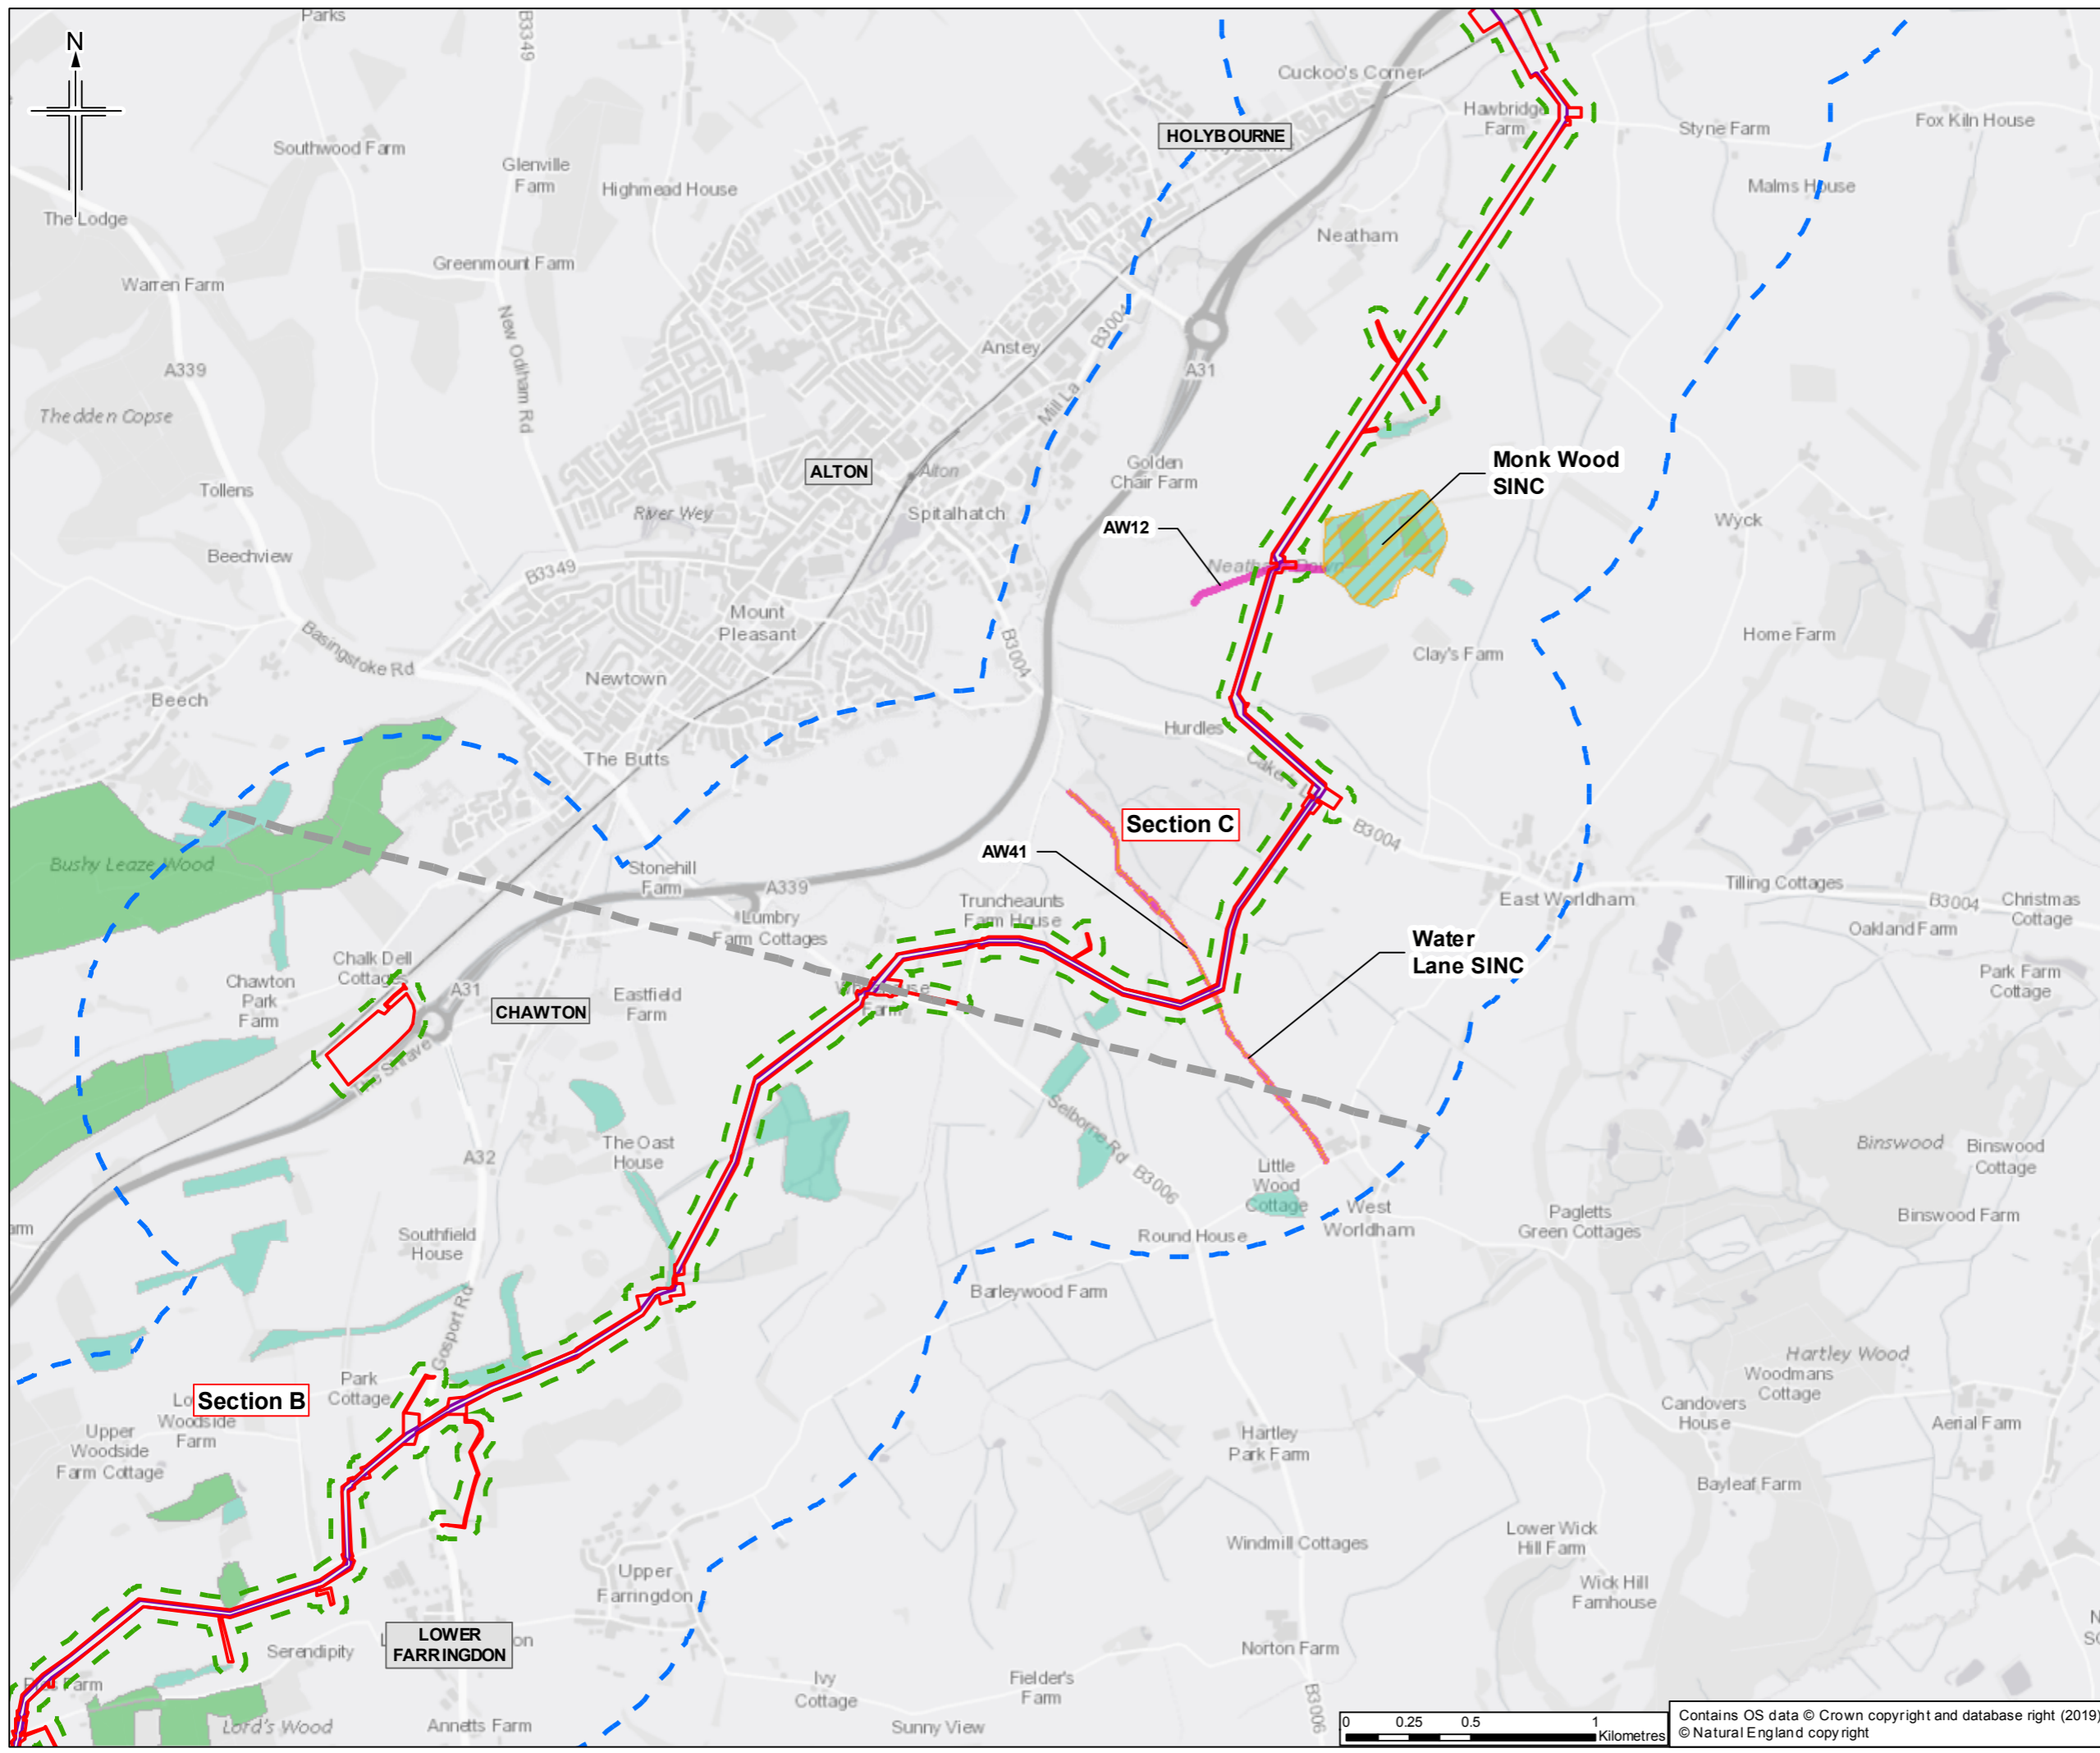 Parks
B3349
N
Cuckoo's Corner
Hawbridge
Farm
Styne Farm
Fox Kiln House
HOLYBOURNE
Southwood Farm
Glenville
Farm
Highmead House
Malms House
The Lodge
Neatham
Greenmount Farm
Warren Farm
New Odiham Rd
B3004
Anstey
A339
A31
Mill La
Thedden Copse
Golden
Chair Farm
Monk Wood
SINC
ALTON
Alton
Tollens
River Wey
Spitalhatch
AW12
Wyck
Beechview
B3349
Mount
Pleasant
Basingstoke Rd
B3004
Home Farm
Clay's Farm
Newtown
Beech
Hurdles
The Butts
Section C
B3004
AW41
Bushy Leaze Wood
Stonehill
Farm
A339
Truncheaunts
Farm House
Tilling Cottages
East Worldham
B3004
Christmas
Cottage
Lumbry
Farm Cottages
Oakland Farm
Water
Lane SINC
Chalk Dell
Cottages
Park Farm
Cottage
Chawton
Park
Farm
A31
CHAWTON
Eastfield
Farm
Farm
Selborne Rd
B3006
The Oast
House
A32
Little
Wood
Cottage
Binswood
Binswood
Cottage
West
Worldham
Pagletts
Green Cottages
Binswood Farm
arm
Southfield
House
Round House
Gosport Rd
Barleywood Farm
Hartley Wood
Woodmans
Cottage
Park
Cottage
Section B
Lo
Woodside
Farm
Candovers
House
Aerial Farm
Upper
Woodside
Farm Cottage
Hartley
Park Farm
Bayleaf Farm
Lower Wick
Hill Farm
Windmill Cottages
Upper
Farringdon
Wick Hill
Farmhouse
LOWER
FARRINGDON
on
Serendipity
Norton Farm
Farm
Ivy
Cottage
Fielder's
Farm
B3006
Lord's Wood
Annetts Farm
Sunny View
0 0.25 0.5 1
Kilometres
Contains OS data © Crown copyright and database right (2019)
© Natural England copyright